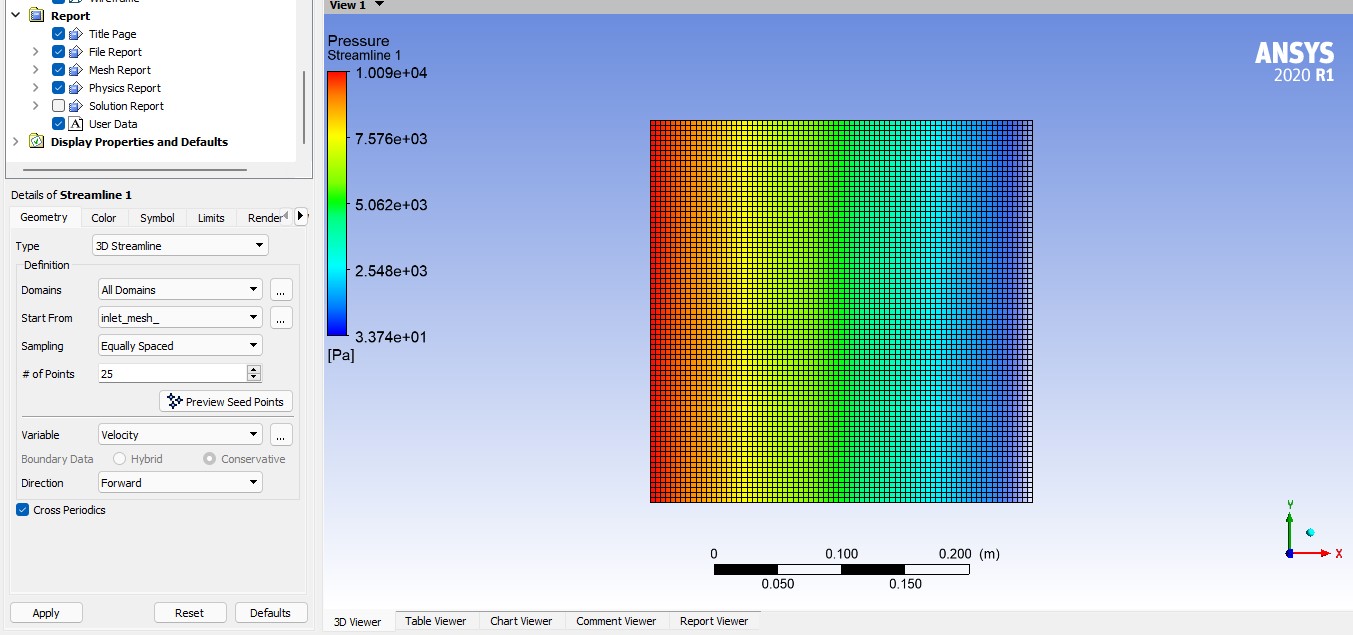 Wireframe
Report
Title Page
File Report
Mesh Report
Physics Report
Solution Report
A User Data
Display Properties and Defaults
Details of Streamline 1
Geometry Color Symbol Limits Render
Type 3D Streamline
Definition
Domains All Domains ...
Start From inlet_mesh_ ...
Sampling Equally Spaced
# of Points 25
Preview Seed Points
Variable Velocity ...
Boundary Data Hybrid Conservative
Direction Forward
Cross Periodics
Apply Reset Defaults
View 1
Pressure
Streamline 1
1.009e+04
7.576e+03
5.062e+03
2.548e+03
3.374e+01
[Pa]
ANSYS
2020 R1
0 0.100 0.200 (m)
0.050 0.150
Y
X
3D Viewer Table Viewer Chart Viewer Comment Viewer Report Viewer